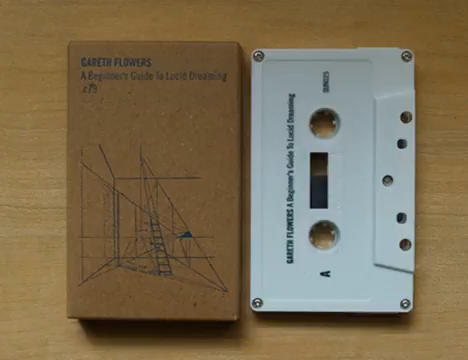 GARETH FLOWERS
A Beginner's Guide To Lucid Dreaming
GARETH FLOWERS A Beginner's Guide To Lucid Dreaming
A